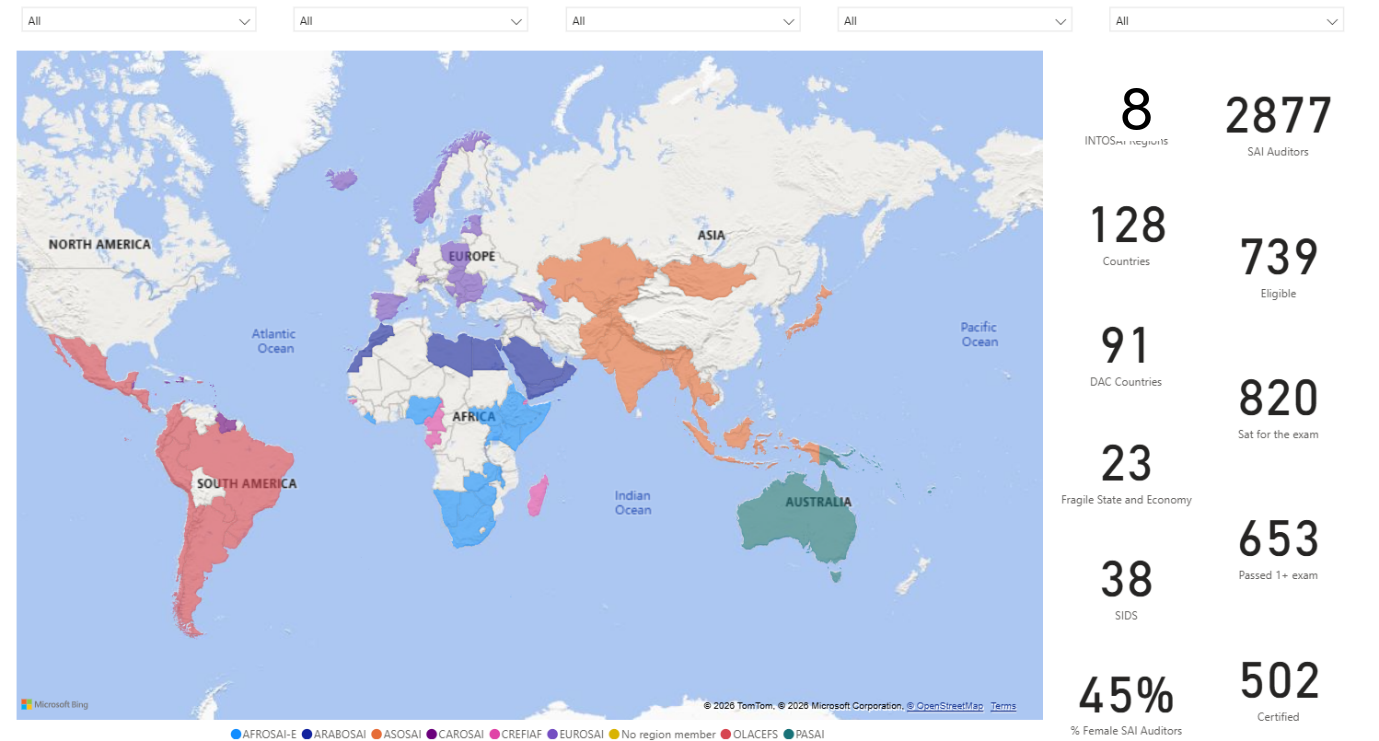 All
All
All
All
All
8
INTOSAI Regions
2877
SAI Auditors
128
Countries
739
Eligible
91
DAC Countries
820
Sat for the exam
23
Fragile State and Economy
653
Passed 1+ exam
38
SIDS
502
Certified
45%
% Female SAI Auditors
NORTH AMERICA
ASIA
EUROPE
Atlantic
Ocean
Pacific
Ocean
AFRICA
SOUTH AMERICA
Indian
Ocean
AUSTRALIA
Microsoft Bing
© 2026 TomTom, © 2026 Microsoft Corporation, © OpenStreetMap Terms
AFROSAI-E ARABOSAI ASOSAI CAROSAI CREFIAF EUROSAI No region member OLACEFS PASAI